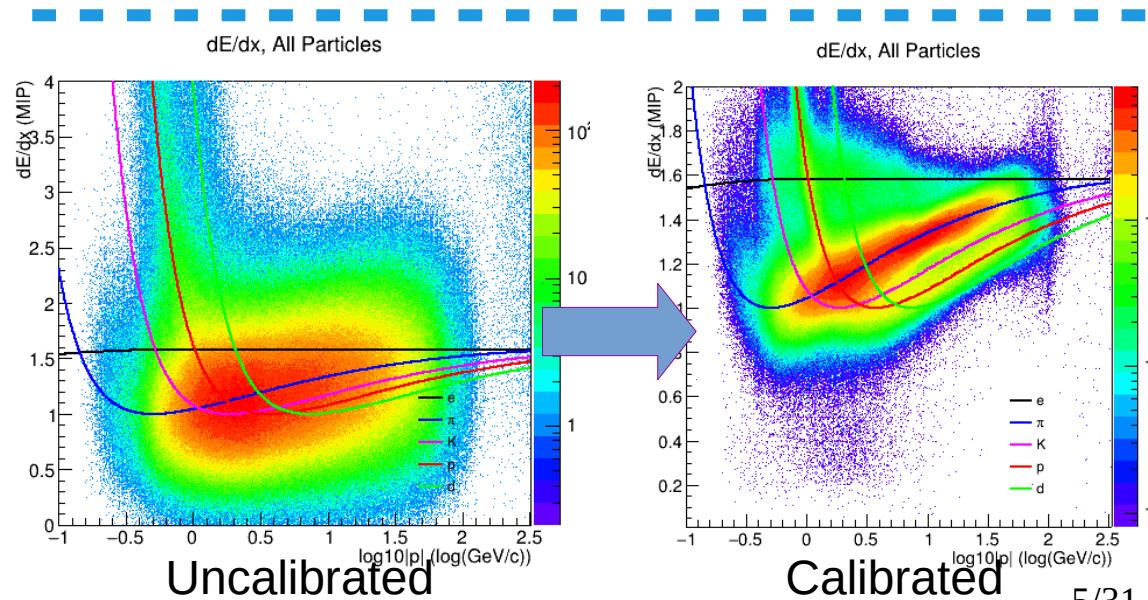 dE/dx, All Particles
dE/dx (MIP)
4
3.5
3
2.5
2
1.5
1
0.5
0
−1
−0.5
0
0.5
1
1.5
2
2.5
log10|p| (log(GeV/c))
10²
10
1
e
π
K
p
d
Uncalibrated
dE/dx, All Particles
dE/dx (MIP)
2
1.8
1.6
1.4
1.2
1
0.6
0.4
0.2
−1
−0.5
0
0.5
1
1.5
2
2.5
log10|p| (log(GeV/c))
e
π
K
p
d
Calibrated
5/31